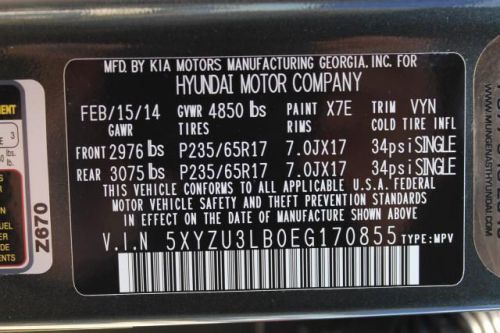 MFD. BY KIA MOTORS MANUFACTURING GEORGIA, INC. FOR
HYUNDAI MOTOR COMPANY
FEB/15/14 GVWR 4850 lbs PAINT X7E TRIM VYN
GAWR TIRES RIMS COLD TIRE INFL
FRONT 2976 lbs P235/65R17 7.0JX17 34psi SINGLE
REAR 3075 lbs P235/65R17 7.0JX17 34psi SINGLE
THIS VEHICLE CONFORMS TO ALL APPLICABLE U.S.A. FEDERAL
MOTOR VEHICLE SAFETY AND THEFT PREVENTION STANDARDS
IN EFFECT ON THE DATE OF MANUFACTURE SHOWN ABOVE
V.I.N 5XYZU3LB0EG170855 TYPE: MPV
Z670
WWW.MUNGENASTHYUNDAI.COM